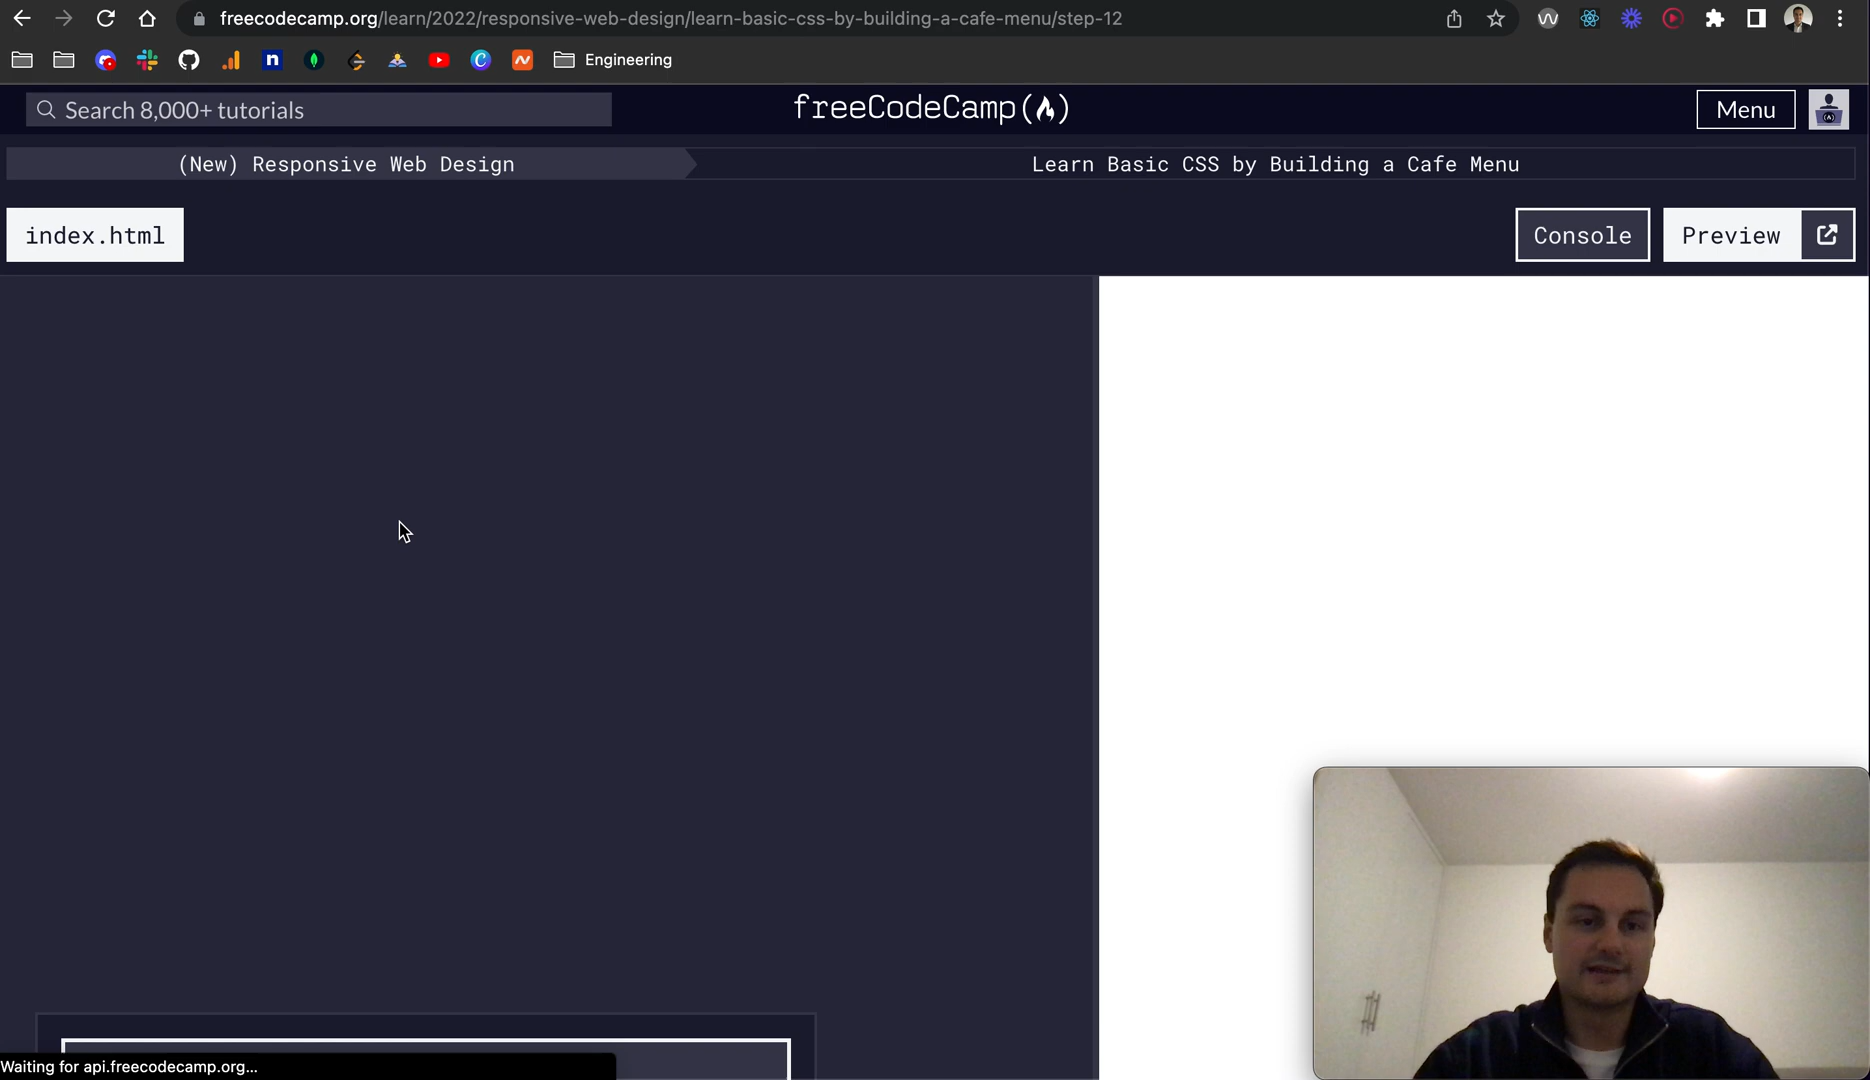 freecodecamp.org/learn/2022/responsive-web-design/learn-basic-css-by-building-a-cafe-menu/step-12
Engineering
Search 8,000+ tutorials
freeCodeCamp(🔥)
Menu
(New) Responsive Web Design
Learn Basic CSS by Building a Cafe Menu
index.html
Console
Preview
Waiting for api.freecodecamp.org...